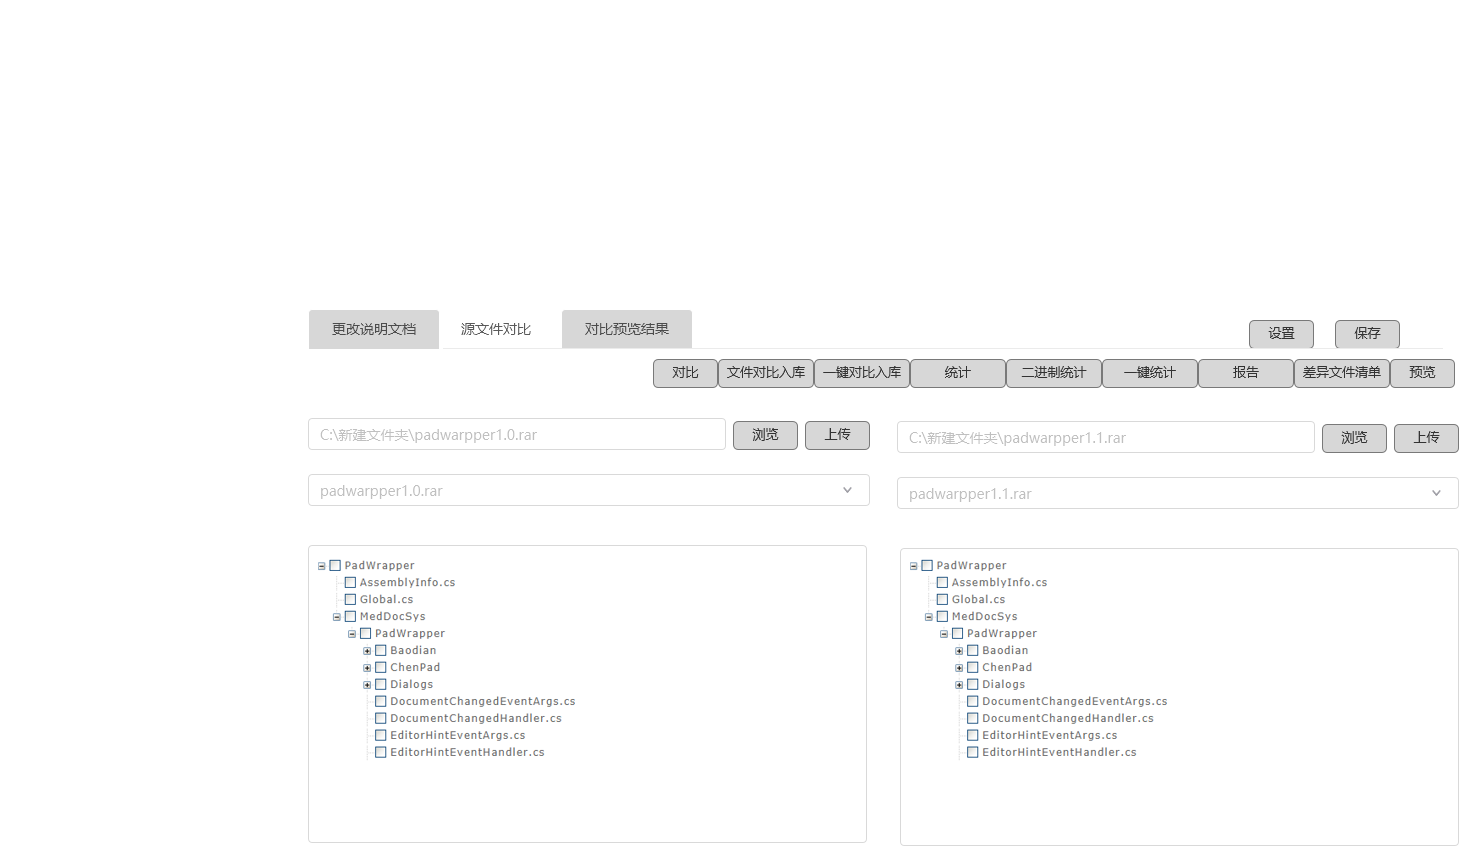 更改说明文档 源文件对比 对比预览结果
设置 保存
对比 文件对比入库 一键对比入库 统计 二进制统计 一键统计 报告 差异文件清单 预览
C:\新建文件夹\padwarpper1.0.rar 浏览 上传
C:\新建文件夹\padwarpper1.1.rar 浏览 上传
padwarpper1.0.rar
padwarpper1.1.rar
PadWrapper
AssemblyInfo.cs
Global.cs
MedDocSys
PadWrapper
Baodian
ChenPad
Dialogs
DocumentChangedEventArgs.cs
DocumentChangedHandler.cs
EditorHintEventArgs.cs
EditorHintEventHandler.cs
PadWrapper
AssemblyInfo.cs
Global.cs
MedDocSys
PadWrapper
Baodian
ChenPad
Dialogs
DocumentChangedEventArgs.cs
DocumentChangedHandler.cs
EditorHintEventArgs.cs
EditorHintEventHandler.cs